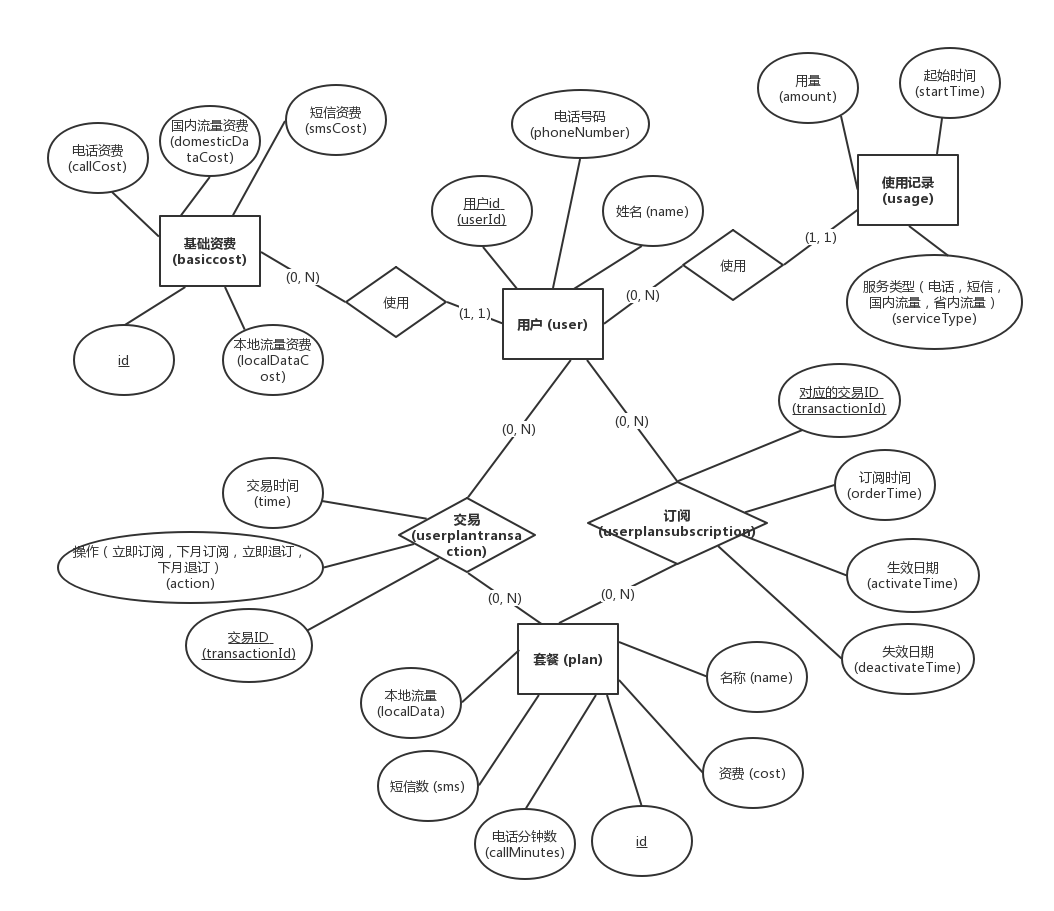 用量
(amount)
起始时间
(startTime)
短信资费
(smsCost)
国内流量资费
(domesticDa
taCost)
电话资费
(callCost)
电话号码
(phoneNumber)
使用记录
(usage)
用户id
(userId)
姓名 (name)
基础资费
(basiccost)
(0, N)
使用
(1, 1)
用户 (user)
(0, N)
使用
(1, 1)
服务类型（电话，短信，
国内流量，省内流量）
(serviceType)
id
本地流量资费
(localDataC
ost)
(0, N)
(0, N)
对应的交易ID
(transactionId)
交易时间
(time)
订阅时间
(orderTime)
交易
(userplantransa
ction)
订阅
(userplansubscription)
操作（立即订阅，下月订阅，立即退订，
下月退订）
(action)
生效日期
(activateTime)
(0, N)
(0, N)
交易ID
(transactionId)
套餐 (plan)
失效日期
(deactivateTime)
本地流量
(localData)
名称 (name)
短信数 (sms)
资费 (cost)
电话分钟数
(callMinutes)
id